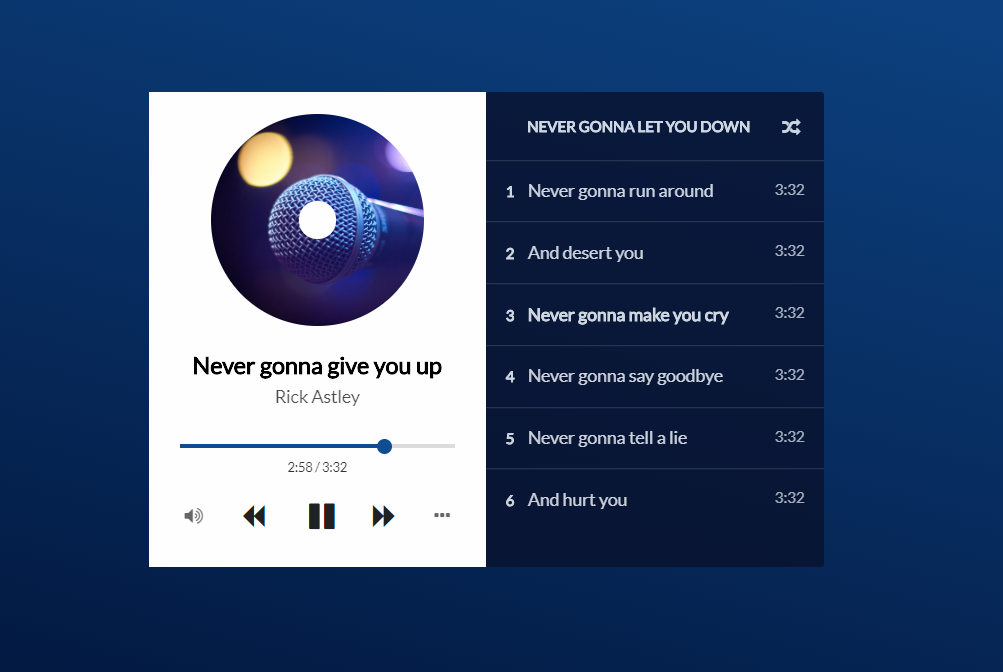 Never gonna give you up
Rick Astley
2:58 / 3:32
NEVER GONNA LET YOU DOWN
1 Never gonna run around 3:32
2 And desert you 3:32
3 Never gonna make you cry 3:32
4 Never gonna say goodbye 3:32
5 Never gonna tell a lie 3:32
6 And hurt you 3:32